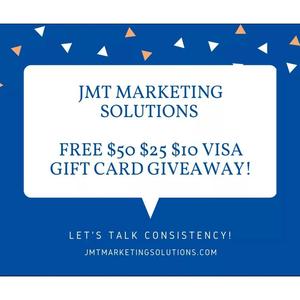 JMT MARKETING
SOLUTIONS
FREE $50 $25 $10 VISA
GIFT CARD GIVEAWAY!
LET'S TALK CONSISTENCY!
JMTMARKETINGSOLUTIONS.COM